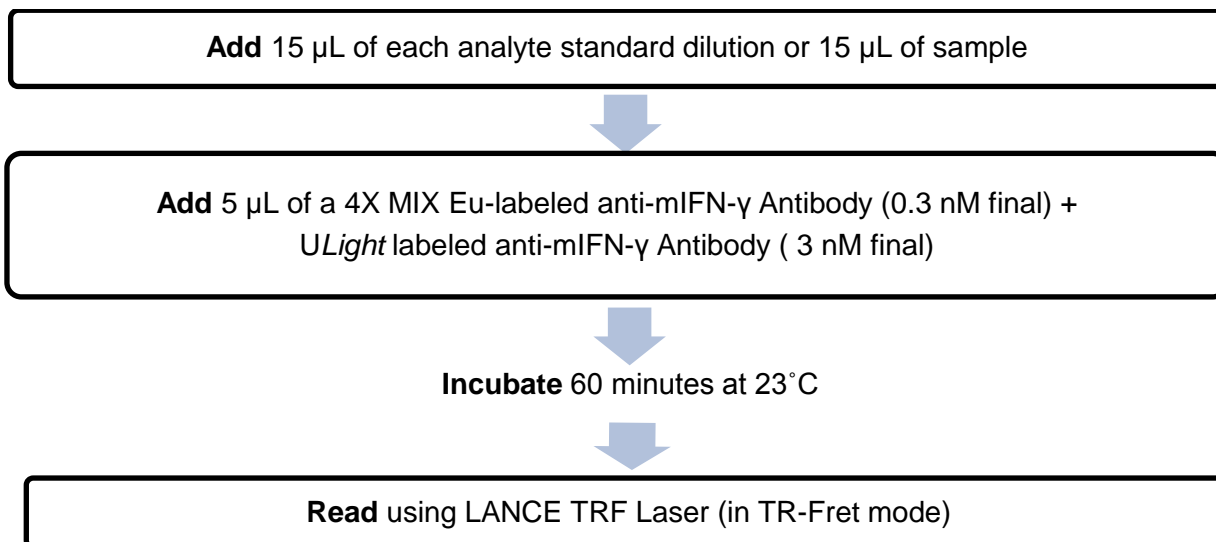 Add 15 µL of each analyte standard dilution or 15 µL of sample
Add 5 µL of a 4X MIX Eu-labeled anti-mIFN-γ Antibody (0.3 nM final) +
ULight labeled anti-mIFN-γ Antibody ( 3 nM final)
Incubate 60 minutes at 23˚C
Read using LANCE TRF Laser (in TR-Fret mode)